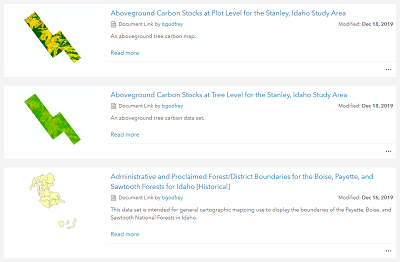 Aboveground Carbon Stocks at Plot Level for the Stanley, Idaho Study Area
Document Link by bgodfrey
Modified: Dec 18, 2019
An aboveground tree carbon map.
Read more
Aboveground Carbon Stocks at Tree Level for the Stanley, Idaho Study Area
Document Link by bgodfrey
Modified: Dec 18, 2019
An aboveground tree carbon data set.
Read more
Administrative and Proclaimed Forest/District Boundaries for the Boise, Payette, and
Sawtooth Forests for Idaho [Historical]
Document Link by bgodfrey
Modified: Dec 16, 2019
This data set is intended for general cartographic mapping use to display the boundaries of the Payette, Boise, and
Sawtooth National Forests in Idaho.
Read more